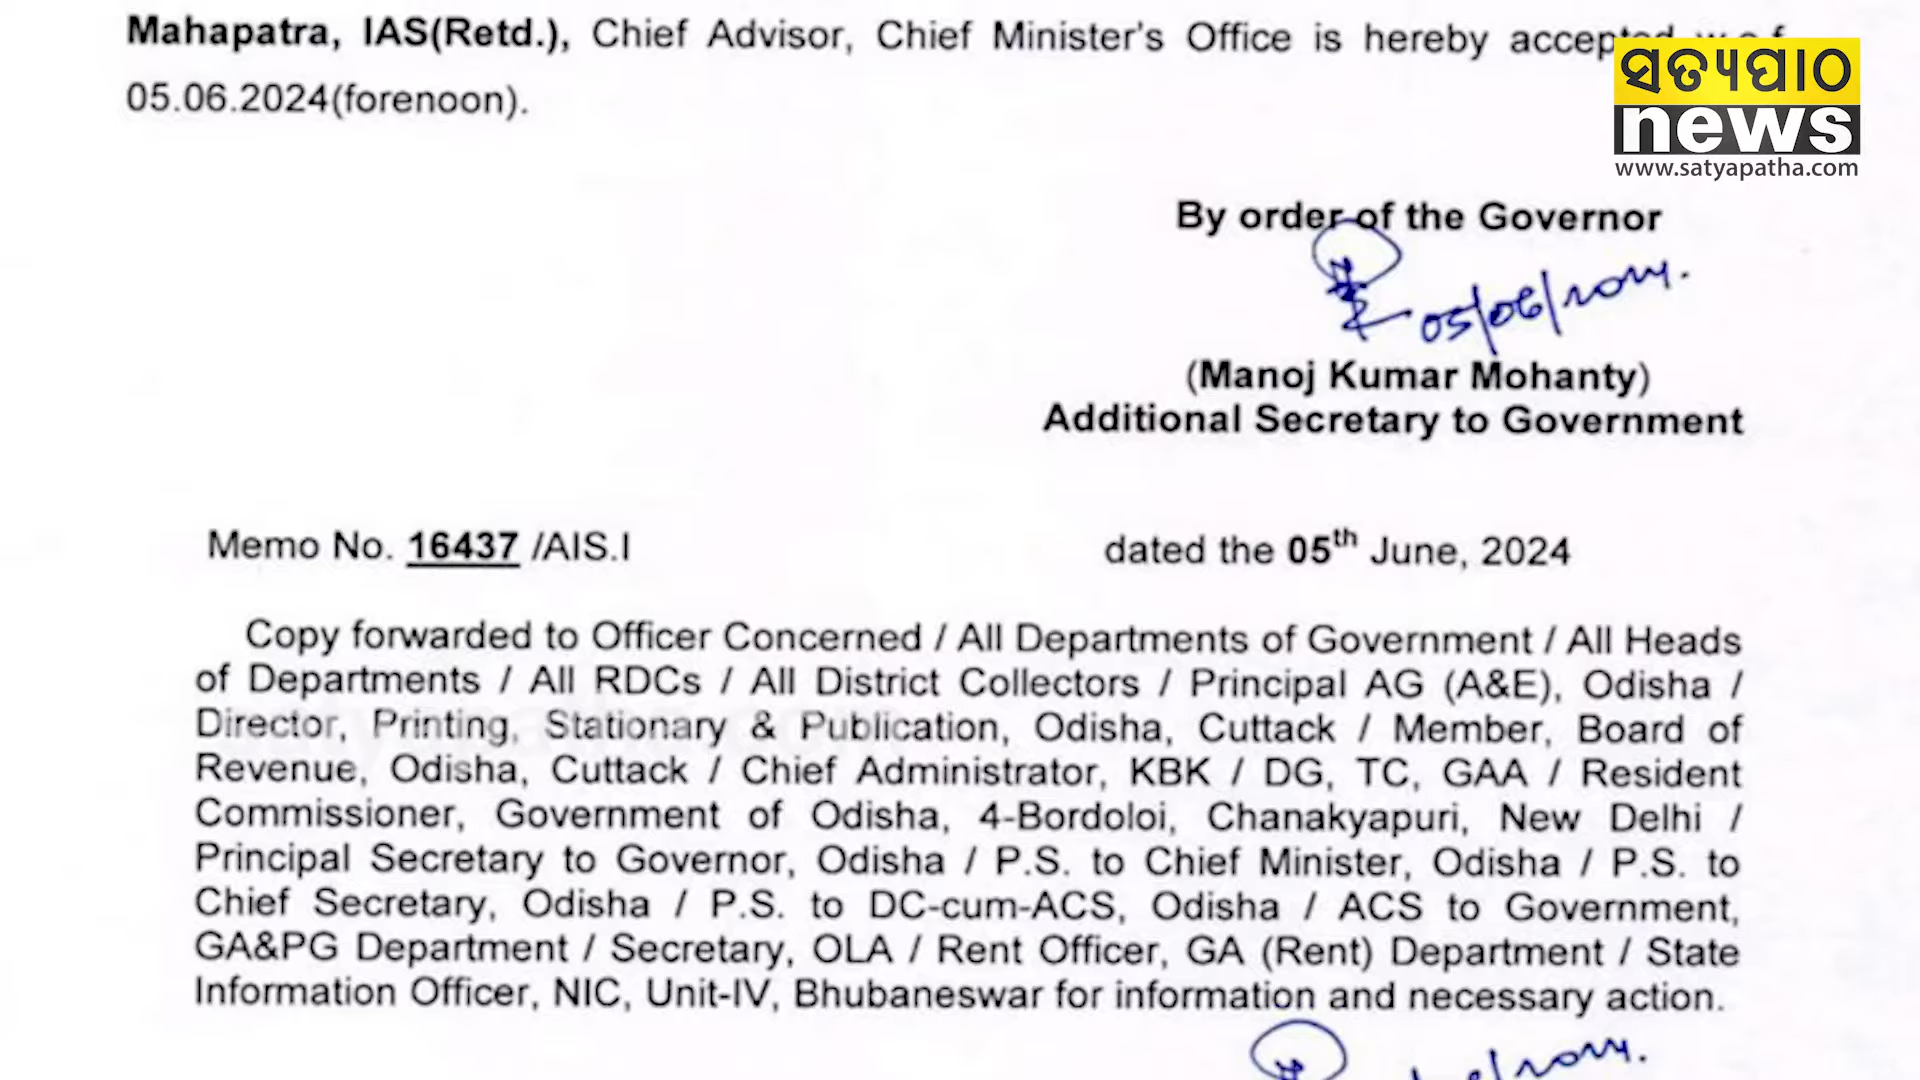 Mahapatra, IAS(Retd.), Chief Advisor, Chief Minister's Office is hereby accepted w.e.f
05.06.2024(forenoon).
ସତ୍ୟପାଠ
news
www.satyapatha.com
By order of the Governor
05/06/2024.
(Manoj Kumar Mohanty)
Additional Secretary to Government
Memo No. 16437 /AIS.I dated the 05th June, 2024
Copy forwarded to Officer Concerned / All Departments of Government / All Heads
of Departments / All RDCs / All District Collectors / Principal AG (A&E), Odisha /
Director, Printing, Stationary & Publication, Odisha, Cuttack / Member, Board of
Revenue, Odisha, Cuttack / Chief Administrator, KBK / DG, TC, GAA / Resident
Commissioner, Government of Odisha, 4-Bordoloi, Chanakyapuri, New Delhi /
Principal Secretary to Governor, Odisha / P.S. to Chief Minister, Odisha / P.S. to
Chief Secretary, Odisha / P.S. to DC-cum-ACS, Odisha / ACS to Government,
GA&PG Department / Secretary, OLA / Rent Officer, GA (Rent) Department / State
Information Officer, NIC, Unit-IV, Bhubaneswar for information and necessary action.